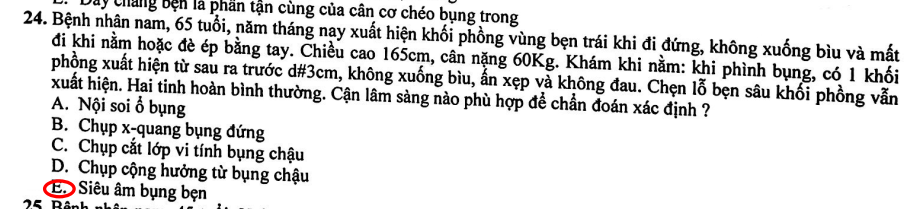 E. Dây chằng bẹn là phần tận cùng của cân cơ chéo bụng trong
24. Bệnh nhân nam, 65 tuổi, năm tháng nay xuất hiện khối phồng vùng bẹn trái khi đi đứng, không xuống bìu và mất
đi khi nằm hoặc đè ép bằng tay. Chiều cao 165cm, cân nặng 60Kg. Khám khi nằm: khi phình bụng, có 1 khối
phồng xuất hiện từ sau ra trước d#3cm, không xuống bìu, ấn xẹp và không đau. Chẹn lỗ bẹn sâu khối phồng vẫn
xuất hiện. Hai tinh hoàn bình thường. Cận lâm sàng nào phù hợp để chẩn đoán xác định ?
A. Nội soi ổ bụng
B. Chụp x-quang bụng đứng
C. Chụp cắt lớp vi tính bụng chậu
D. Chụp cộng hưởng từ bụng chậu
E. Siêu âm bụng bẹn
25. Bệnh